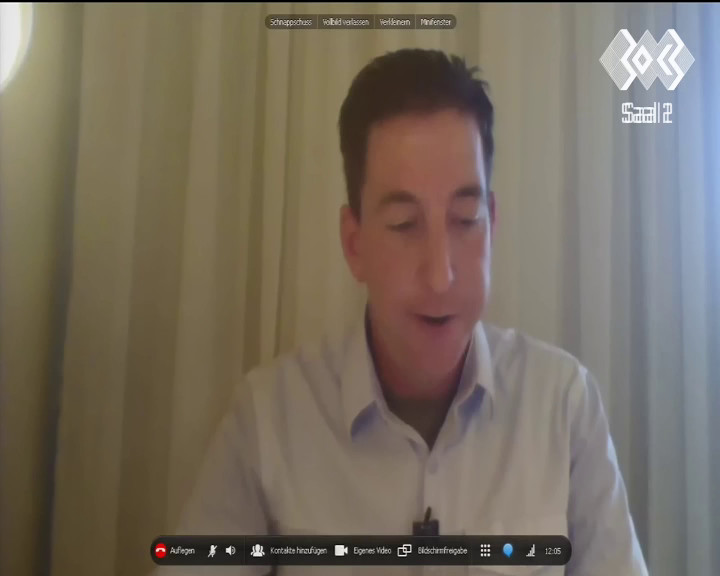 Schnappschuss Vollbild verlassen Verkleinern Minifenster
Saal 2
Auflegen Kontakte hinzufügen Eigenes Video Bildschirmfreigabe 12:05